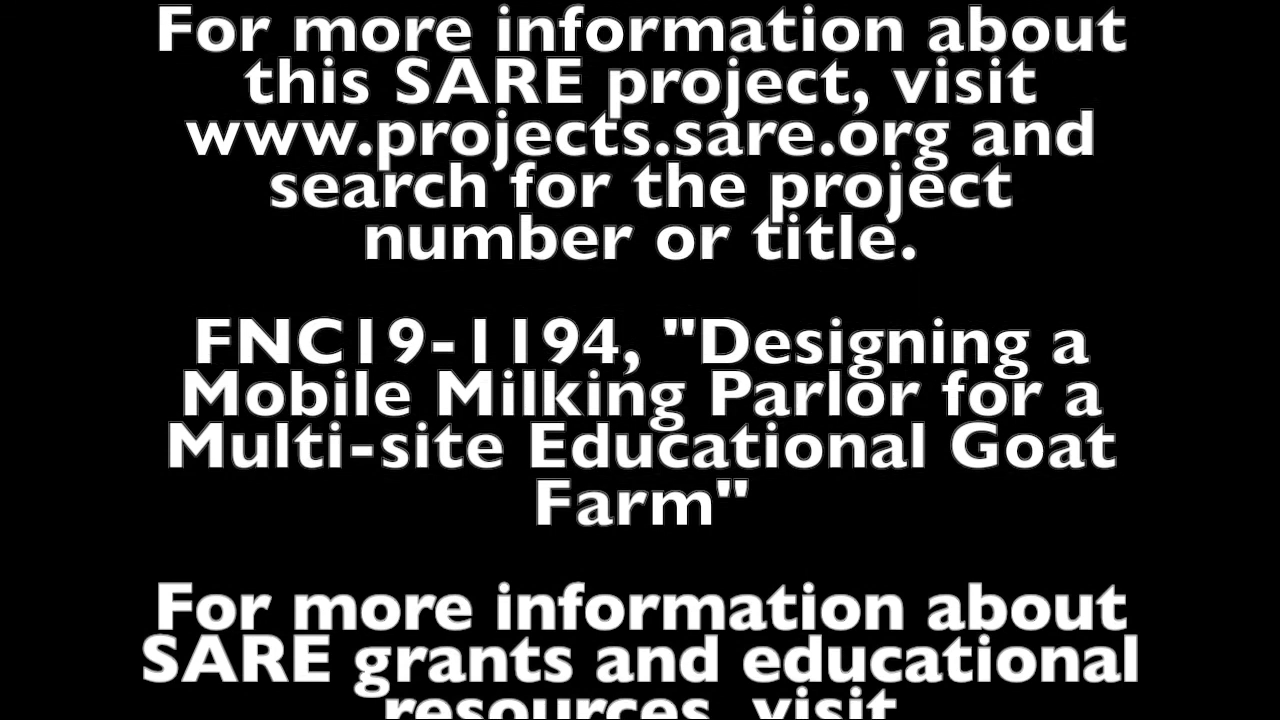 For more information about
this SARE project, visit
www.projects.sare.org and
search for the project
number or title.
FNC19-1194, "Designing a
Mobile Milking Parlor for a
Multi-site Educational Goat
Farm"
For more information about
SARE grants and educational
resources, visit